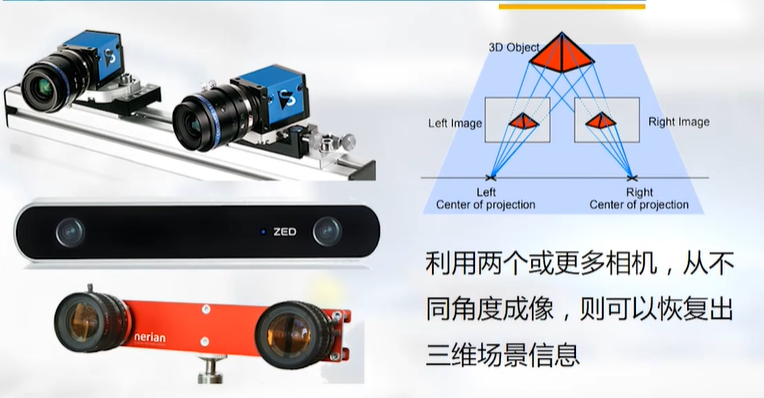 3D Object
Left Image
Right Image
Left
Center of projection
Right
Center of projection
ZED
nerian
利用两个或更多相机，从不
同角度成像，则可以恢复出
三维场景信息